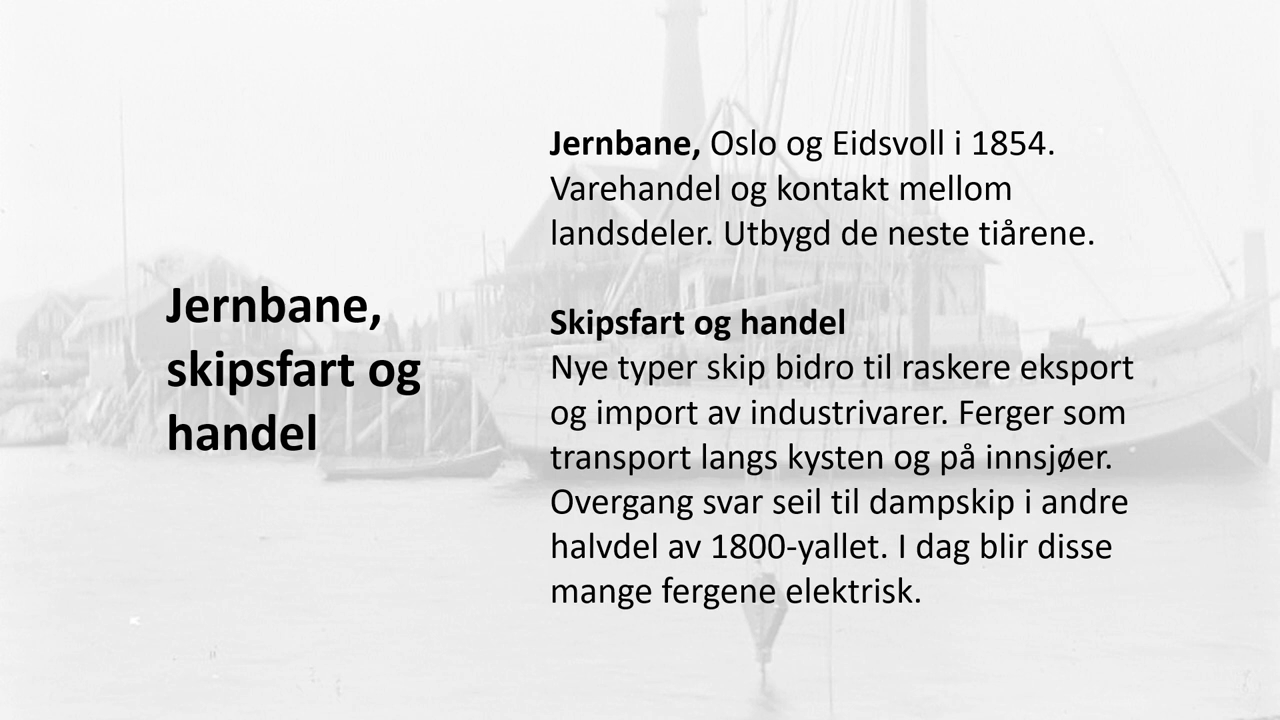 Jernbane,
skipsfart og
handel
Jernbane, Oslo og Eidsvoll i 1854.
Varehandel og kontakt mellom
landsdeler. Utbygd de neste tiårene.
Skipsfart og handel
Nye typer skip bidro til raskere eksport
og import av industrivarer. Ferger som
transport langs kysten og på innsjøer.
Overgang svar seil til dampskip i andre
halvdel av 1800-yallet. I dag blir disse
mange fergene elektrisk.